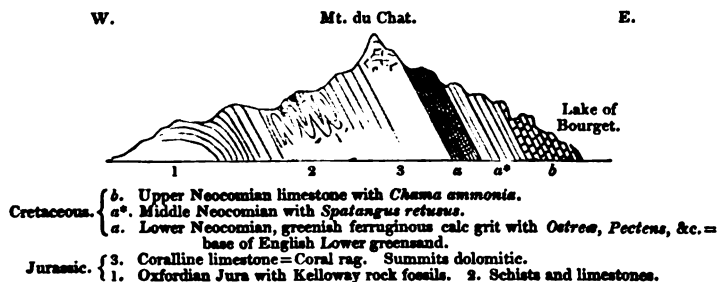 W. Mt. du Chat. E.
Lake of
Bourget.
1 2 3 a a* b
Cretaceous. { b. Upper Neocomian limestone with Chama ammonia.
a*. Middle Neocomian with Spatangus retusus.
a. Lower Neocomian, greenish ferruginous calc grit with Ostreæ, Pectens, &c.=
base of English Lower greensand.
Jurassic. { 3. Coralline limestone=Coral rag. Summits dolomitic.
1. Oxfordian Jura with Kelloway rock fossils. 2. Schists and limestones.